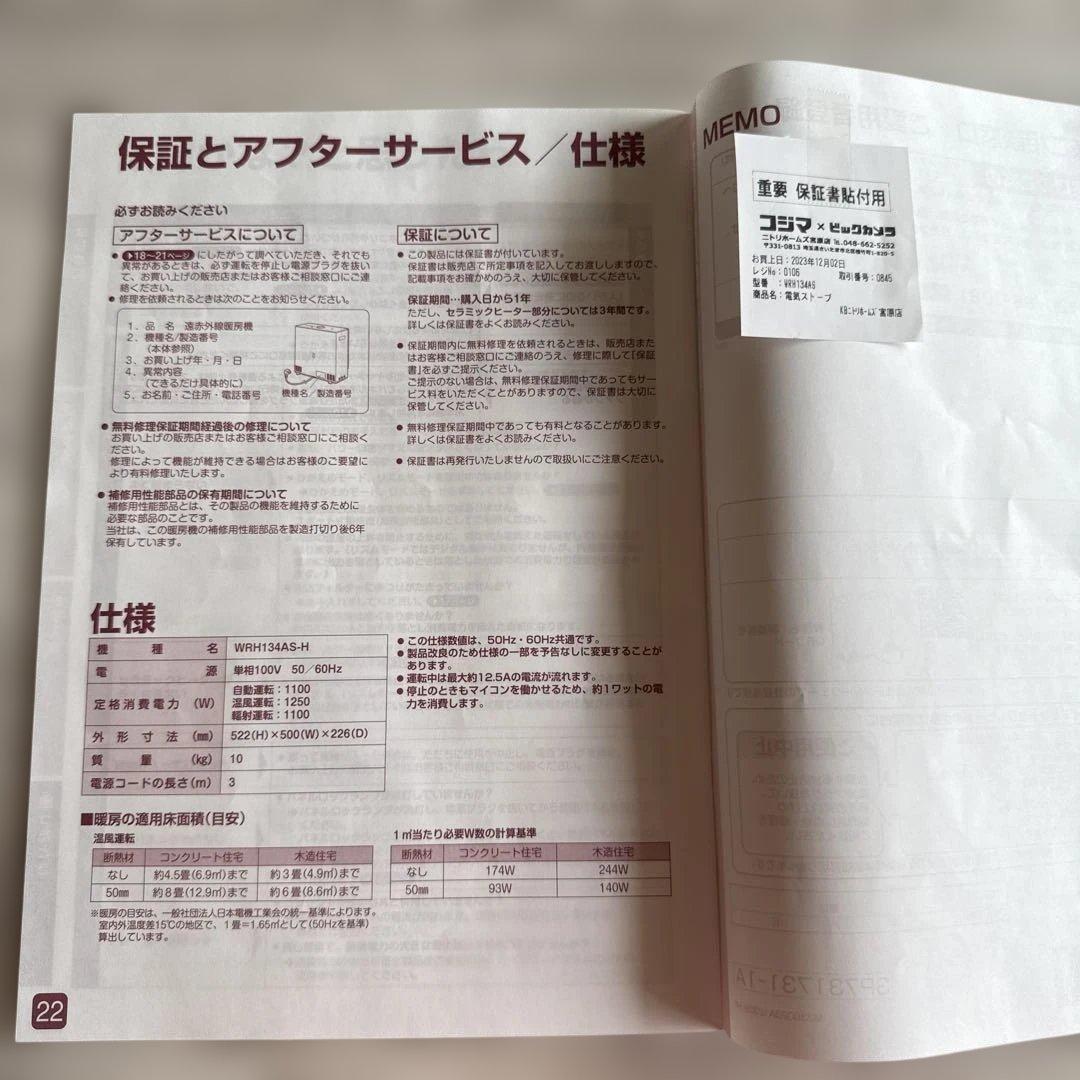 保証とアフターサービス／仕様
必ずお読みください
アフターサービスについて
●▶18~21ページ にしたがって調べていただき、それでも
異常があるときは、必ず運転を停止し電源プラグを抜い
て、お買い上げの販売店またはお客様ご相談窓口にご連
絡ください。
● 修理を依頼されるときは次のことをお知らせください。
1．品 名 遠赤外線暖房機
2．機種名/製造番号
（本体参照）
3．お買い上げ年・月・日
4．異常内容
（できるだけ具体的に）
5．お名前・ご住所・電話番号
機種名／製造番号
● 無料修理保証期間経過後の修理について
お買い上げの販売店またはお客様ご相談窓口にご相談く
ださい。
修理によって機能が維持できる場合はお客様のご要望に
より有料修理いたします。
● 補修用性能部品の保有期間について
補修用性能部品とは、その製品の機能を維持するために
必要な部品のことです。
当社は、この暖房機の補修用性能部品を製造打切り後6年
保有しています。
保証について
● この製品には保証書が付いています。
保証書は販売店で所定事項を記入してお渡ししますので、
記載事項をお確かめのうえ、大切に保管してください。
保証期間…購入日から1年
ただし、セラミックヒーター部分については3年間です。
詳しくは保証書をよくお読みください。
● 保証期間内に無料修理を依頼されるときは、販売店また
はお客様ご相談窓口にご連絡のうえ、修理に際して「保証
書」を必ずご提示ください。
ご提示のない場合は、無料修理保証期間中であってもサー
ビス料をいただくことがありますので、保証書は大切に
保管してください。
● 無料修理保証期間中であっても有料となることがあります。
詳しくは保証書をよくお読みください。
● 保証書は再発行いたしませんので取扱いにご注意ください。
仕様
機種名 WRH134AS-H
電源 単相100V 50／60Hz
定格消費電力 (W) 自動運転：1100
温風運転：1250
輻射運転：1100
外形寸法 (㎜) 522(H)×500(W)×226(D)
質量 (kg) 10
電源コードの長さ(m) 3
● この仕様数値は、50Hz・60Hz共通です。
● 製品改良のため仕様の一部を予告なしに変更することが
あります。
● 運転中は最大約12.5Aの電流が流れます。
● 停止のときもマイコンを働かせるため、約1ワットの電
力を消費します。
■暖房の適用床面積（目安）
温風運転
断熱材 コンクリート住宅 木造住宅
なし 約4.5畳(6.9㎡)まで 約3畳(4.9㎡)まで
50㎜ 約8畳(12.9㎡)まで 約6畳(8.6㎡)まで
※暖房の目安は、一般社団法人日本電機工業会の統一基準によります。
室内外温度差15℃の地区で、1畳＝1.65㎡として(50Hzを基準)
算出しています。
1㎡当たり必要W数の計算基準
断熱材 コンクリート住宅 木造住宅
なし 174W 244W
50㎜ 93W 140W
22
MEMO
重要 保証書貼付用
コジマ×ビックカメラ
ニトリホームズ宮原店 Tel.048-662-5252
〒331-0813 埼玉県さいたま市北区植竹町1-820-5
お買上日：2023年12月02日
レジNo：0106 取引番号：0845
型番 ：WRH134AS
商品名：電気ストーブ
KBニトリホームズ宮原店